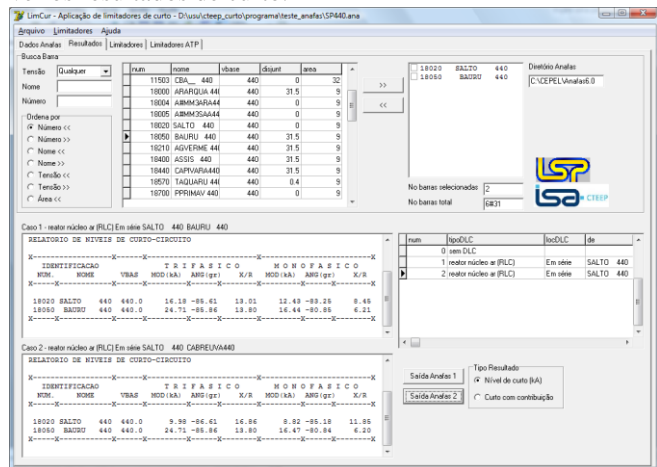 LimCur - Aplicação de limitadores de curto - D:\usu\cteep_curto\programa\teste_anafas\SP440.ana
Arquivo Limitadores Ajuda
Dados Anafas Resultados Limitadores Limitadores ATP
Busca Barra
Tensão Qualquer
Nome
Número
Ordena por
Número <<
Número >>
Nome <<
Nome >>
Tensão <<
Tensão >>
Área <<
num nome vbase disjunt area
11503 CBA__ 440 440 0 32
18000 ARARQUA 44( 440 31.5 9
18004 A#MM3ARA44 440 0 9
18005 A#MM3SAA44 440 0 9
18020 SALTO 440 440 0 9
18050 BAURU 440 440 31.5 9
18210 AGVERME 44( 440 31.5 9
18400 ASSIS 440 440 31.5 9
18440 CAPIVARA44( 440 31.5 9
18570 TAQUARU 44( 440 0.4 9
18700 PPRIMAV 440 440 0 9
>>
<<
18020 SALTO 440
18050 BAURU 440
No barras selecionadas 2
No barras total 6#31
Diretório Anafas
C:\CEPEL\Anafas6.0
LSP
isa CTEEP
Caso 1 - reator núcleo ar (RLC) Em série SALTO 440 BAURU 440
RELATORIO DE NIVEIS DE CURTO-CIRCUITO
X-----------------------X-----------------------X-----------------------X
IDENTIFICACAO T R I F A S I C O M O N O F A S I C O
NUM. NOME VBAS MOD(kA) ANG(gr) X/R MOD(kA) ANG(gr) X/R
X-----X------------X-----X-------X-------X-------X-------X-------X-------X
18020 SALTO 440 440.0 16.18 -85.61 13.01 12.43 -83.25 8.45
18050 BAURU 440 440.0 24.71 -85.86 13.80 16.44 -80.85 6.21
X-----X------------X-----X-------X-------X-------X-------X-------X-------X
num tipoDLC locDLC de
0 sem DLC
1 reator núcleo ar (RLC) Em série SALTO 440
2 reator núcleo ar (RLC) Em série SALTO 440
Caso 2 - reator núcleo ar (RLC) Em série SALTO 440 CABREUVA440
RELATORIO DE NIVEIS DE CURTO-CIRCUITO
X-----------------------X-----------------------X-----------------------X
IDENTIFICACAO T R I F A S I C O M O N O F A S I C O
NUM. NOME VBAS MOD(kA) ANG(gr) X/R MOD(kA) ANG(gr) X/R
X-----X------------X-----X-------X-------X-------X-------X-------X-------X
18020 SALTO 440 440.0 9.98 -86.61 16.86 8.82 -85.18 11.85
18050 BAURU 440 440.0 24.71 -85.86 13.80 16.47 -80.84 6.20
X-----X------------X-----X-------X-------X-------X-------X-------X-------X
Saída Anafas 1
Saída Anafas 2
Tipo Resultado
Nível de curto (kA)
Curto com contribuição